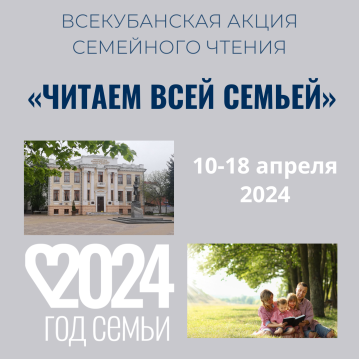 ВСЕКУБАНСКАЯ АКЦИЯ
СЕМЕЙНОГО ЧТЕНИЯ
«ЧИТАЕМ ВСЕЙ СЕМЬЕЙ»
10-18 апреля
2024
2024
ГОД СЕМЬИ